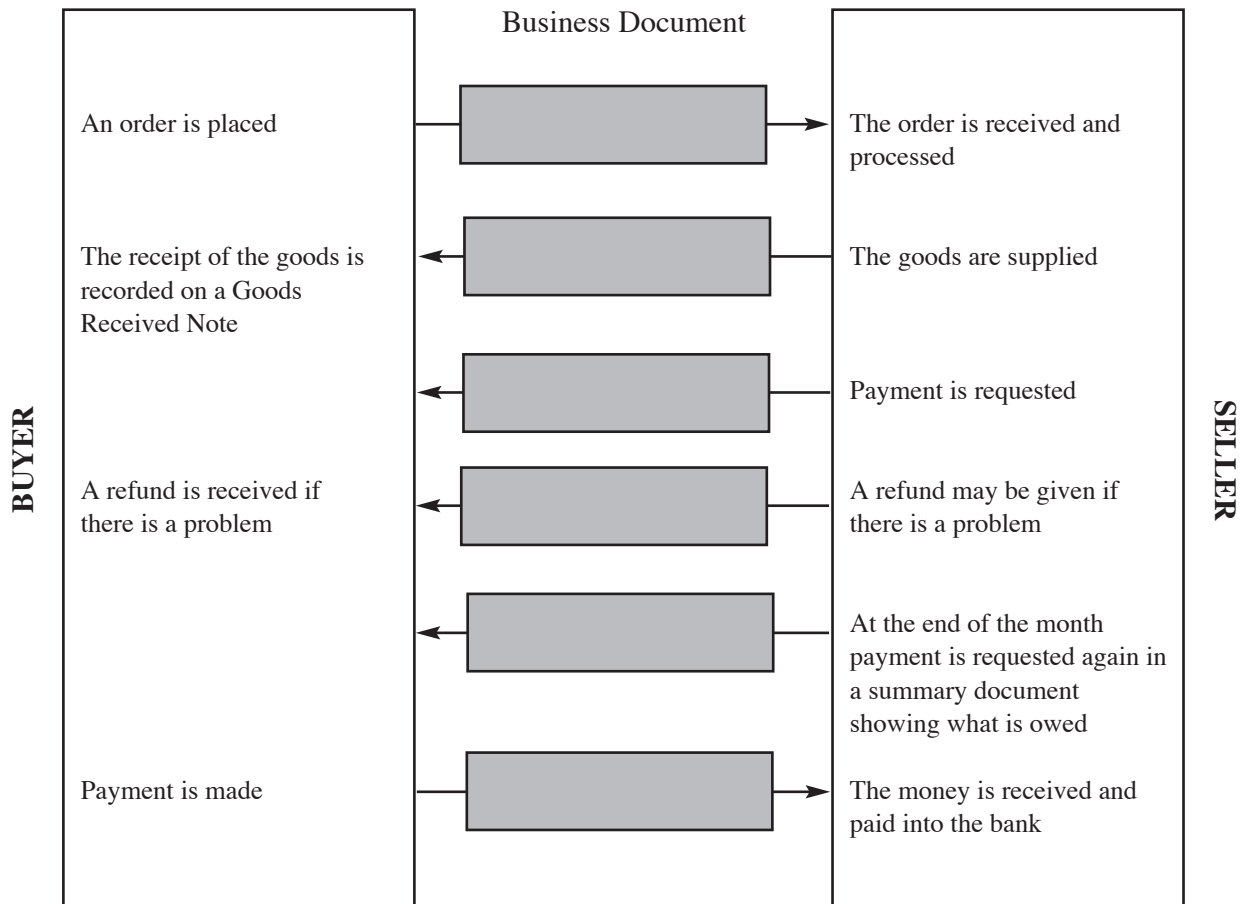 Business Document
An order is placed
The order is received and
processed
The receipt of the goods is
recorded on a Goods
Received Note
The goods are supplied
Payment is requested
BUYER
SELLER
A refund is received if
there is a problem
A refund may be given if
there is a problem
At the end of the month
payment is requested again in
a summary document
showing what is owed
Payment is made
The money is received and
paid into the bank